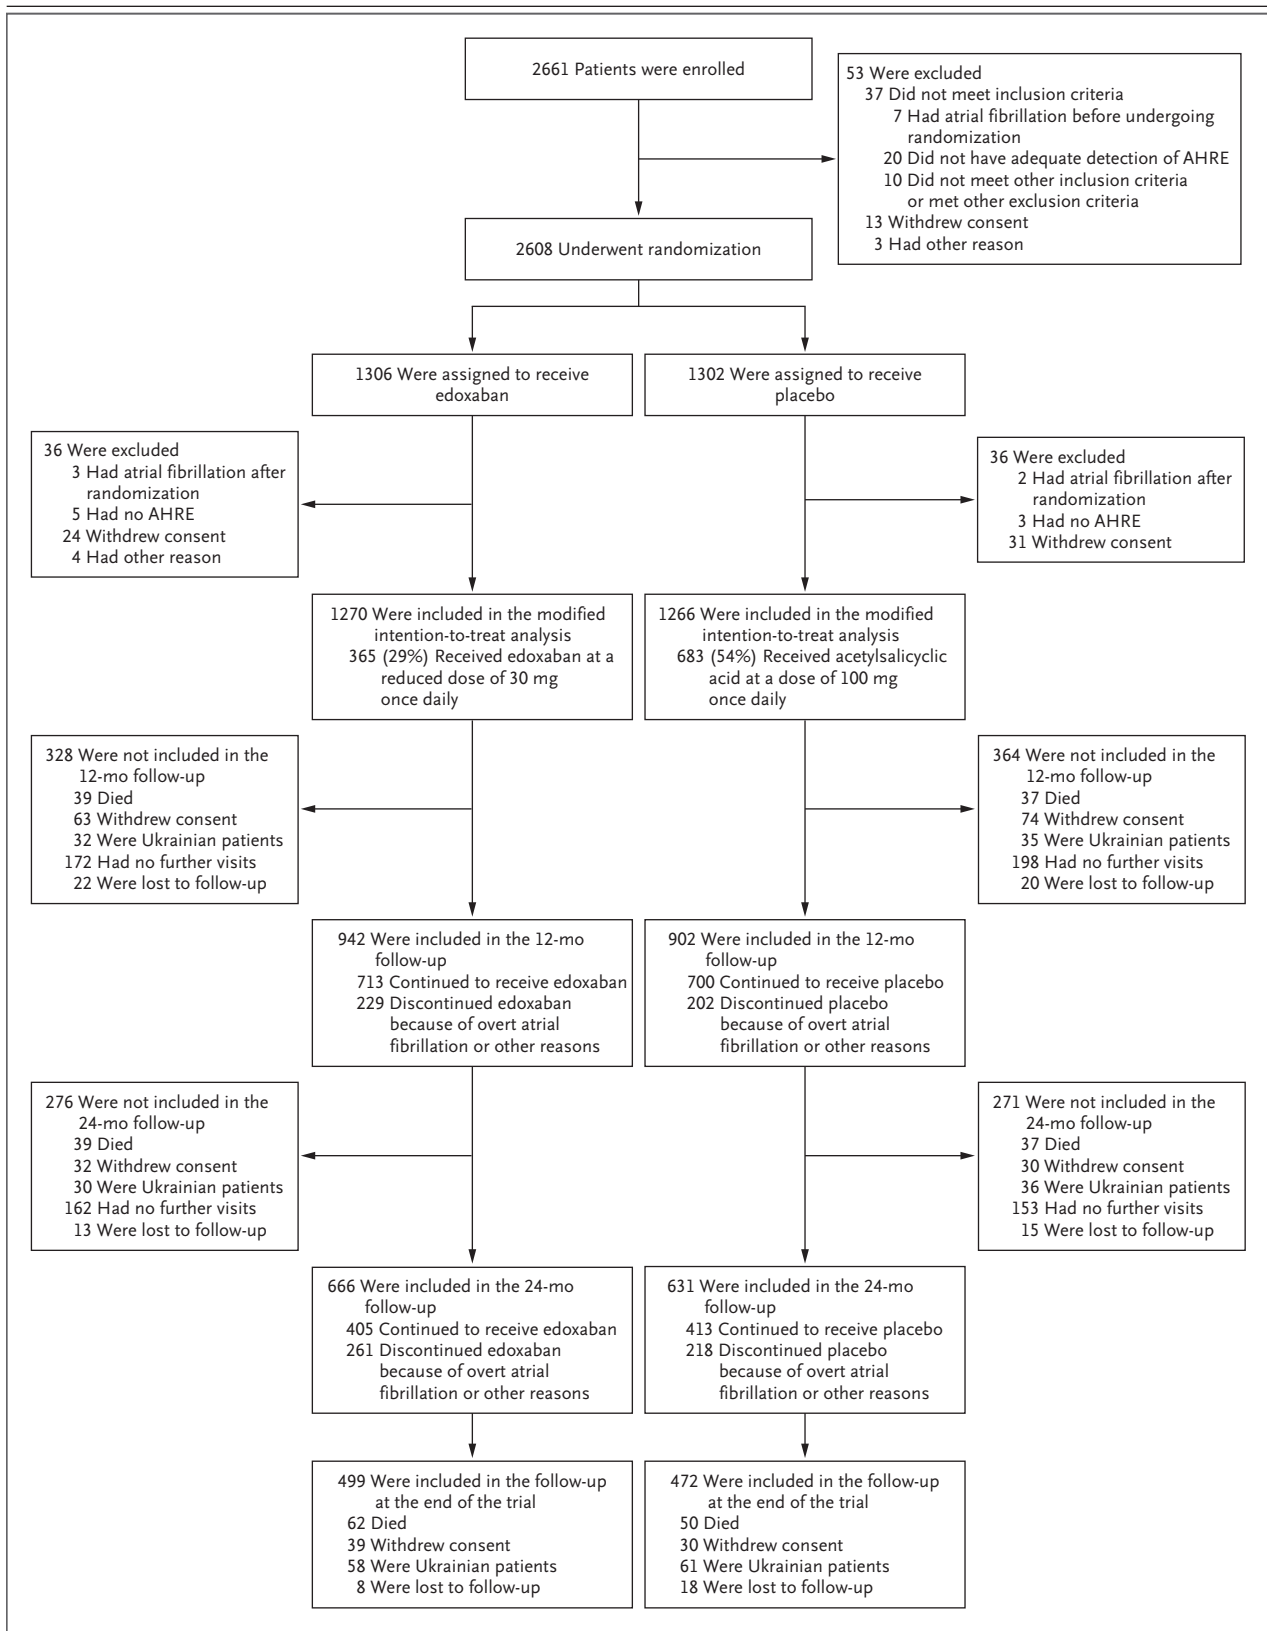 2661 Patients were enrolled
53 Were excluded
37 Did not meet inclusion criteria
7 Had atrial fibrillation before undergoing
randomization
20 Did not have adequate detection of AHRE
10 Did not meet other inclusion criteria
or met other exclusion criteria
13 Withdrew consent
3 Had other reason
2608 Underwent randomization
1306 Were assigned to receive
edoxaban
1302 Were assigned to receive
placebo
36 Were excluded
3 Had atrial fibrillation after
randomization
5 Had no AHRE
24 Withdrew consent
4 Had other reason
36 Were excluded
2 Had atrial fibrillation after
randomization
3 Had no AHRE
31 Withdrew consent
1270 Were included in the modified
intention-to-treat analysis
365 (29%) Received edoxaban at a
reduced dose of 30 mg
once daily
1266 Were included in the modified
intention-to-treat analysis
683 (54%) Received acetylsalicyclic
acid at a dose of 100 mg
once daily
328 Were not included in the
12-mo follow-up
39 Died
63 Withdrew consent
32 Were Ukrainian patients
172 Had no further visits
22 Were lost to follow-up
364 Were not included in the
12-mo follow-up
37 Died
74 Withdrew consent
35 Were Ukrainian patients
198 Had no further visits
20 Were lost to follow-up
942 Were included in the 12-mo
follow-up
713 Continued to receive edoxaban
229 Discontinued edoxaban
because of overt atrial
fibrillation or other reasons
902 Were included in the 12-mo
follow-up
700 Continued to receive placebo
202 Discontinued placebo
because of overt atrial
fibrillation or other reasons
276 Were not included in the
24-mo follow-up
39 Died
32 Withdrew consent
30 Were Ukrainian patients
162 Had no further visits
13 Were lost to follow-up
271 Were not included in the
24-mo follow-up
37 Died
30 Withdrew consent
36 Were Ukrainian patients
153 Had no further visits
15 Were lost to follow-up
666 Were included in the 24-mo
follow-up
405 Continued to receive edoxaban
261 Discontinued edoxaban
because of overt atrial
fibrillation or other reasons
631 Were included in the 24-mo
follow-up
413 Continued to receive placebo
218 Discontinued placebo
because of overt atrial
fibrillation or other reasons
499 Were included in the follow-up
at the end of the trial
62 Died
39 Withdrew consent
58 Were Ukrainian patients
8 Were lost to follow-up
472 Were included in the follow-up
at the end of the trial
50 Died
30 Withdrew consent
61 Were Ukrainian patients
18 Were lost to follow-up